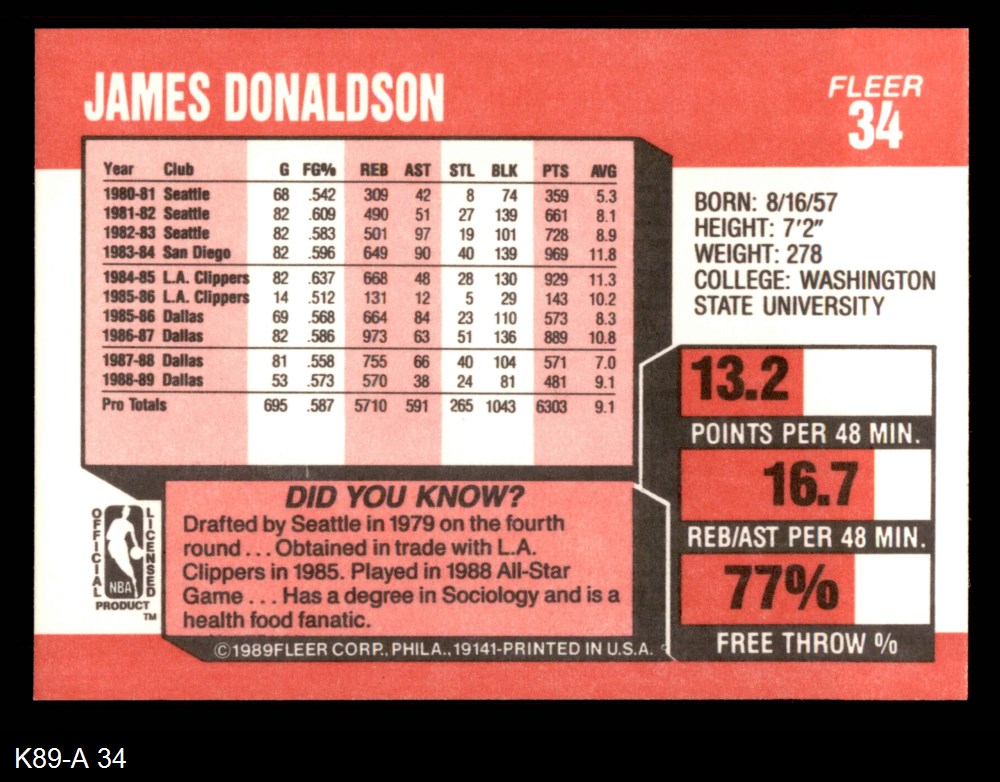 JAMES DONALDSON
FLEER
34
Year Club G FG% REB AST STL BLK PTS AVG
1980-81 Seattle 68 .542 309 42 8 74 359 5.3
1981-82 Seattle 82 .609 490 51 27 139 661 8.1
1982-83 Seattle 82 .583 501 97 19 101 728 8.9
1983-84 San Diego 82 .596 649 90 40 139 969 11.8
1984-85 L.A. Clippers 82 .637 668 48 28 130 929 11.3
1985-86 L.A. Clippers 14 .512 131 12 5 29 143 10.2
1985-86 Dallas 69 .568 664 84 23 110 573 8.3
1986-87 Dallas 82 .586 973 63 51 136 889 10.8
1987-88 Dallas 81 .558 755 66 40 104 571 7.0
1988-89 Dallas 53 .573 570 38 24 81 481 9.1
Pro Totals 695 .587 5710 591 265 1043 6303 9.1
BORN: 8/16/57
HEIGHT: 7'2"
WEIGHT: 278
COLLEGE: WASHINGTON
STATE UNIVERSITY
13.2
POINTS PER 48 MIN.
16.7
REB/AST PER 48 MIN.
77%
FREE THROW %
DID YOU KNOW?
Drafted by Seattle in 1979 on the fourth
round . . . Obtained in trade with L.A.
Clippers in 1985. Played in 1988 All-Star
Game . . . Has a degree in Sociology and is a
health food fanatic.
OFFICIAL
LICENSED
NBA
PRODUCT
TM
©1989FLEER CORP., PHILA., 19141-PRINTED IN U.S.A.
K89-A 34